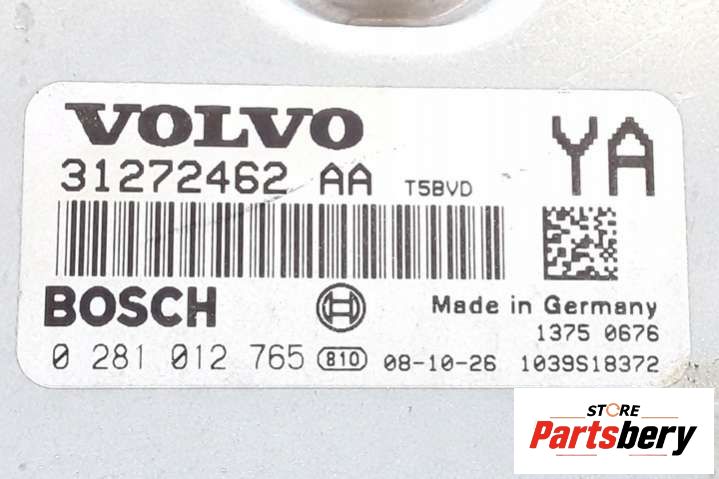 VOLVO
31272462 AA T5BVD
YA
BOSCH
Made in Germany
1375 0676
0 281 012 765 810 08-10-26 1039S18372
STORE
Partsbery